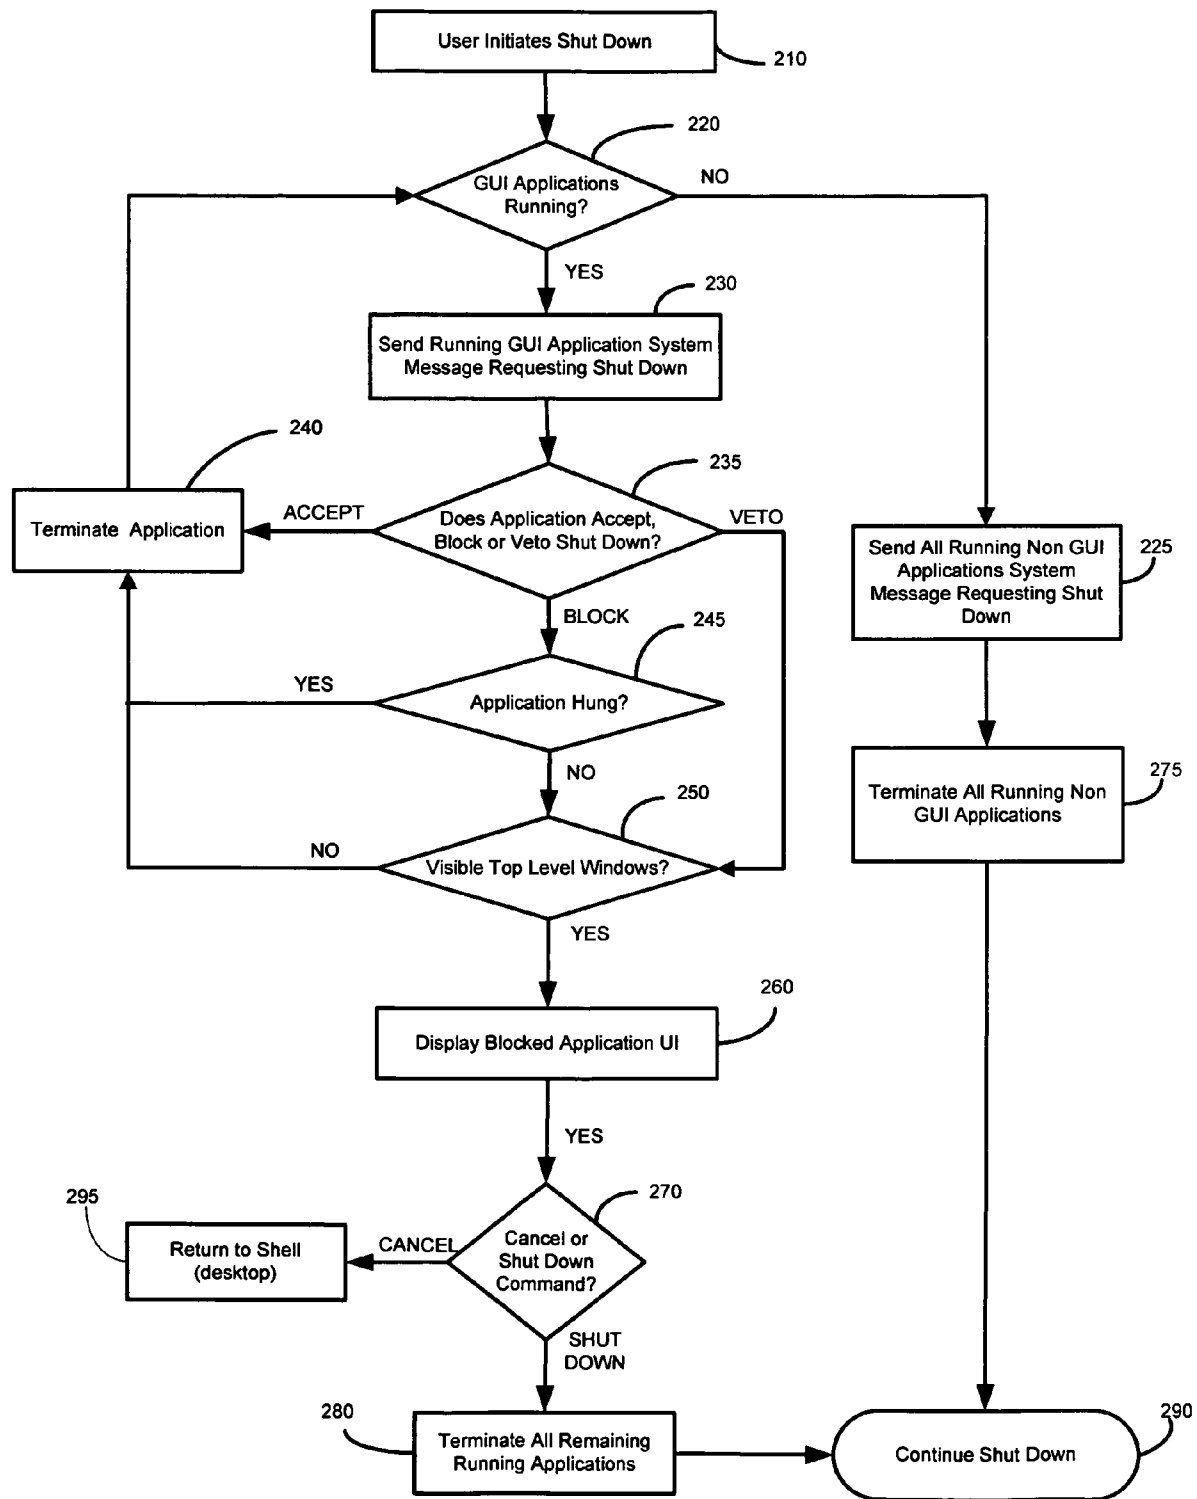 User Initiates Shut Down
210
220
GUI Applications
Running?
NO
YES
230
Send Running GUI Application System
Message Requesting Shut Down
240
235
Terminate Application
ACCEPT
Does Application Accept,
Block or Veto Shut Down?
VETO
Send All Running Non GUI
Applications System
Message Requesting Shut
Down
225
BLOCK
245
YES
Application Hung?
NO
250
Terminate All Running Non
GUI Applications
275
NO
Visible Top Level Windows?
YES
260
Display Blocked Application UI
YES
270
295
Return to Shell
(desktop)
CANCEL
Cancel or
Shut Down
Command?
SHUT
DOWN
280
Terminate All Remaining
Running Applications
Continue Shut Down
290